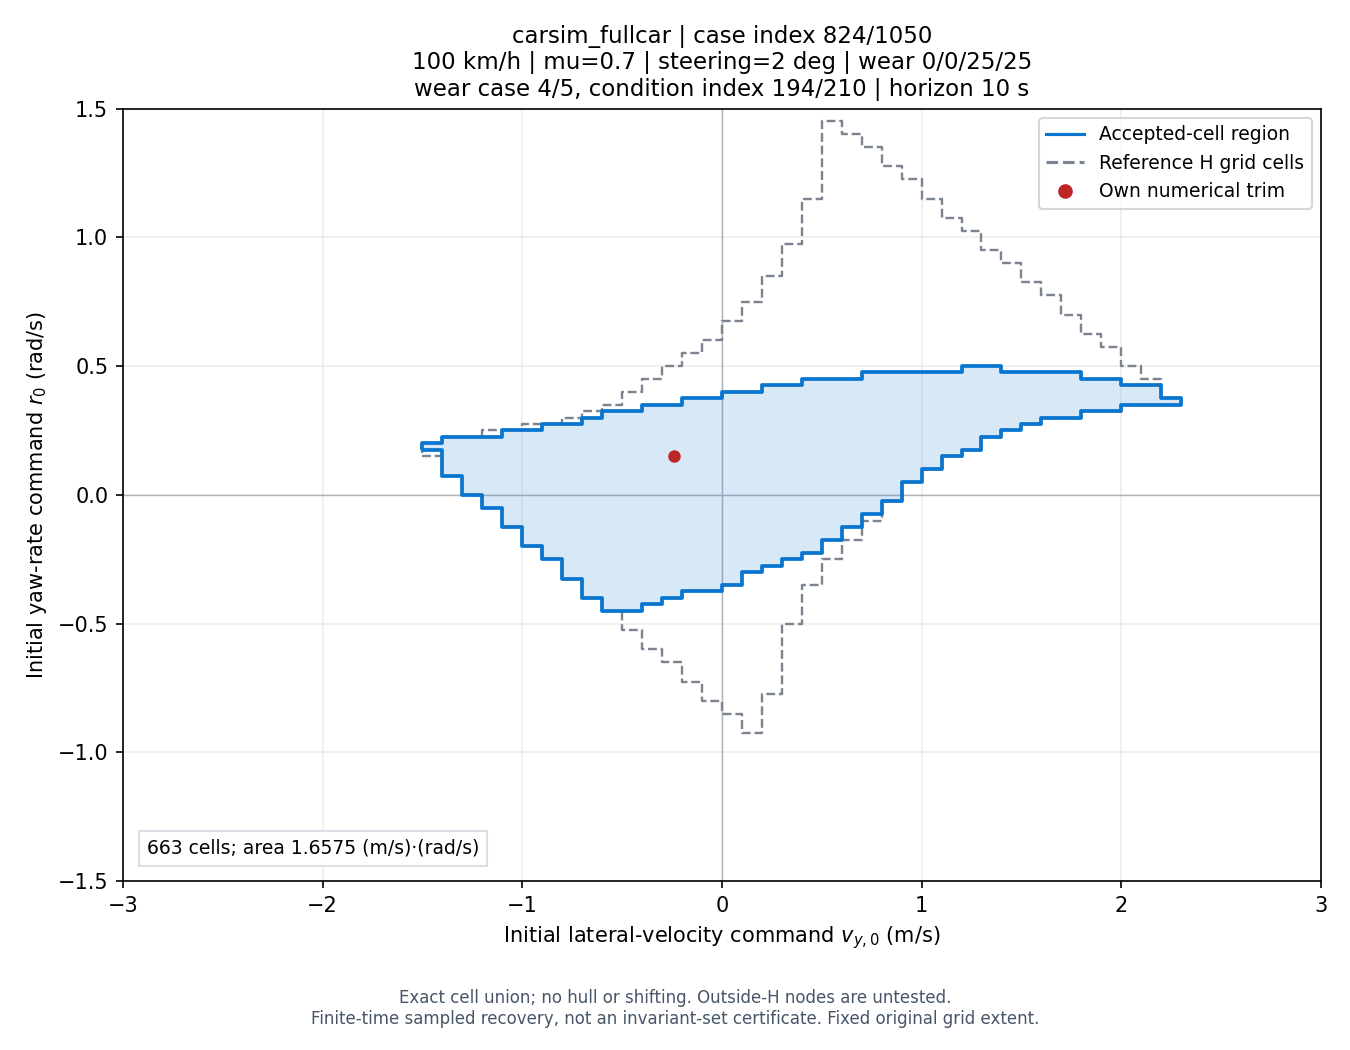 carsim_fullcar | case index 824/1050
100 km/h | mu=0.7 | steering=2 deg | wear 0/0/25/25
wear case 4/5, condition index 194/210 | horizon 10 s
Accepted-cell region
Reference H grid cells
Own numerical trim
Initial yaw-rate command r₀ (rad/s)
1.5
1.0
0.5
0.0
−0.5
−1.0
−1.5
663 cells; area 1.6575 (m/s)·(rad/s)
−3
−2
−1
0
1
2
3
Initial lateral-velocity command v_{y,0} (m/s)
Exact cell union; no hull or shifting. Outside-H nodes are untested.
Finite-time sampled recovery, not an invariant-set certificate. Fixed original grid extent.